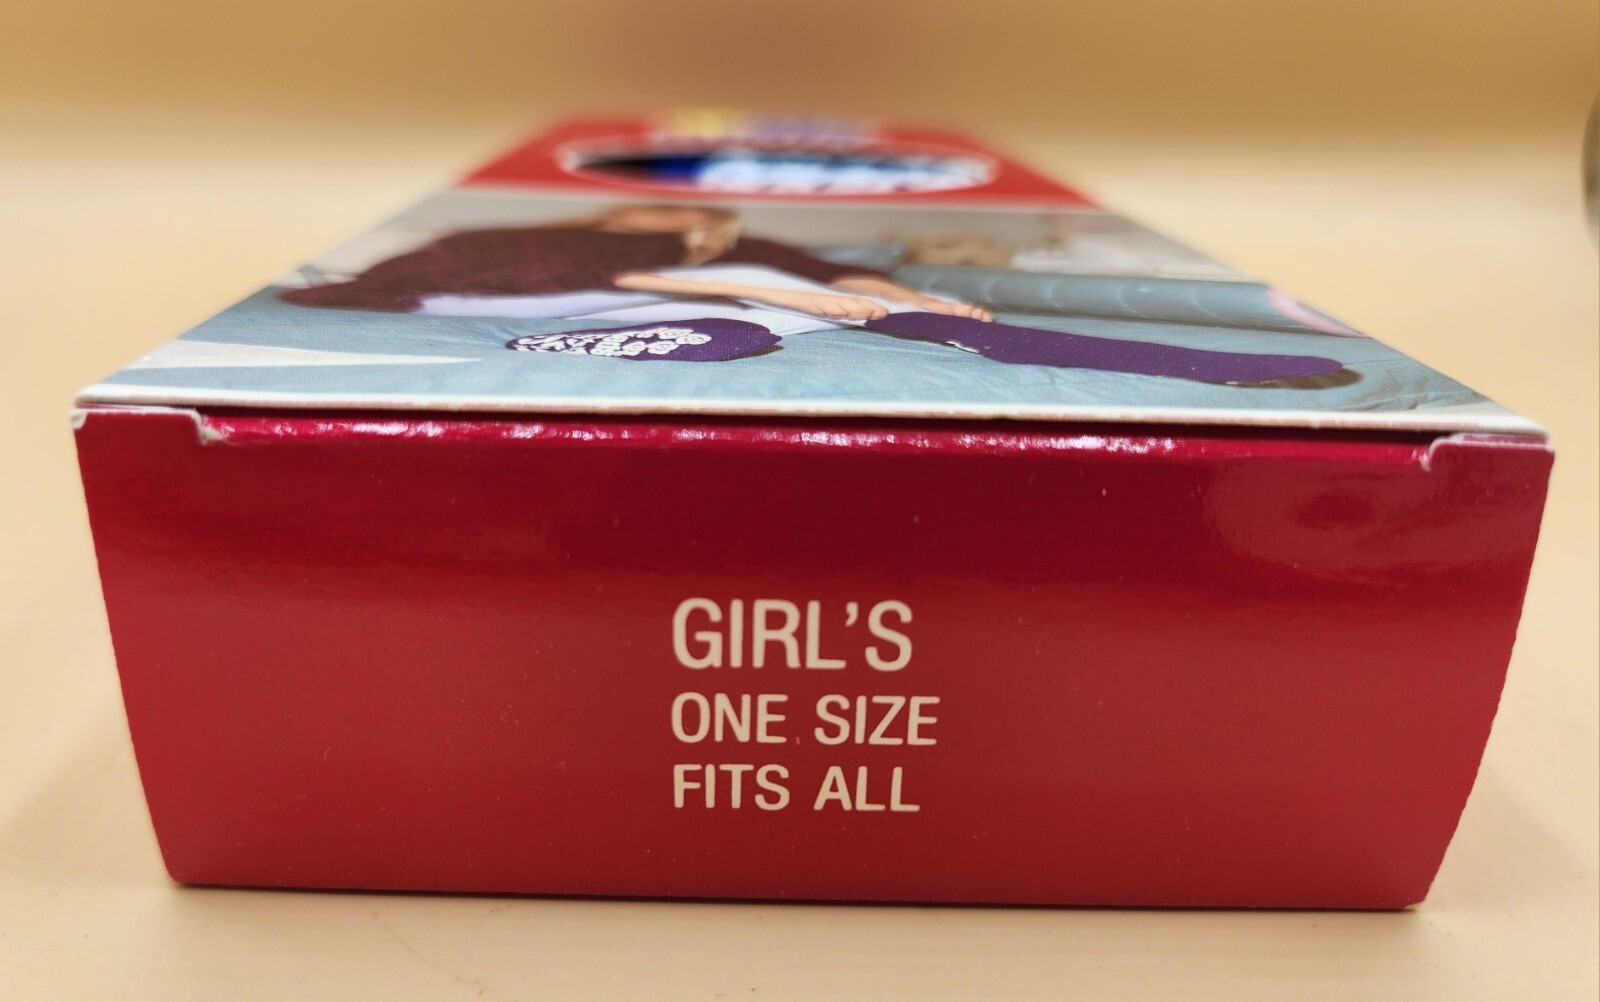 GIRL'S
ONE SIZE
FITS ALL